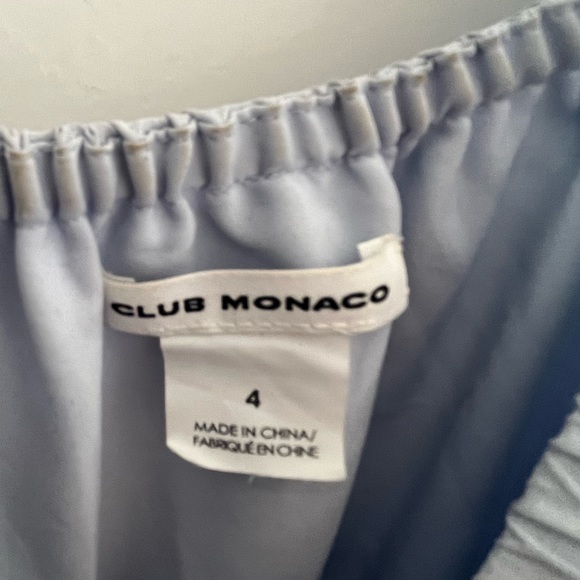 CLUB MONACO
4
MADE IN CHINA/
FABRIQUÉ EN CHINE